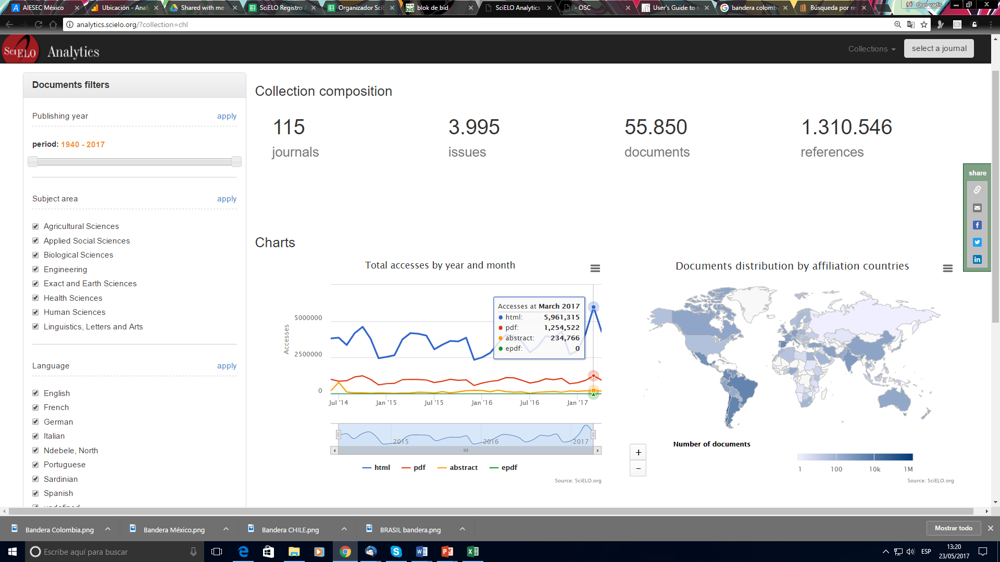 AIESEC México
Ubicación - Anal
Shared with me -
SciELO Registro
Organizador SciE
blok de bid
SciELO Analytics
- OSC
User's Guide to t
bandera colomb
Búsqueda por re
Quo vadis
analytics.scielo.org/?collection=chl
SciELO Analytics
Collections
select a journal
Documents filters
Publishing year
apply
period: 1940 - 2017
Subject area
apply
Agricultural Sciences
Applied Social Sciences
Biological Sciences
Engineering
Exact and Earth Sciences
Health Sciences
Human Sciences
Linguistics, Letters and Arts
Language
apply
English
French
German
Italian
Ndebele, North
Portuguese
Sardinian
Spanish
undefined
Collection composition
115
journals
3.995
issues
55.850
documents
1.310.546
references
share
Charts
Total accesses by year and month
Accesses
5000000
2500000
0
Accesses at March 2017
html: 5,961,315
pdf: 1,254,522
abstract: 234,766
epdf: 0
Jul '14
Jan '15
Jul '15
Jan '16
Jul '16
Jan '17
2015
2016
2017
html
pdf
abstract
epdf
Source: SciELO.org
Documents distribution by affiliation countries
+
−
Number of documents
1
100
10k
1M
Source: SciELO.org
Bandera Colombia.png
Bandera México.png
Bandera CHILE.png
BRASIL bandera.png
Mostrar todo
Escribe aquí para buscar
ESP
13:20
23/05/2017